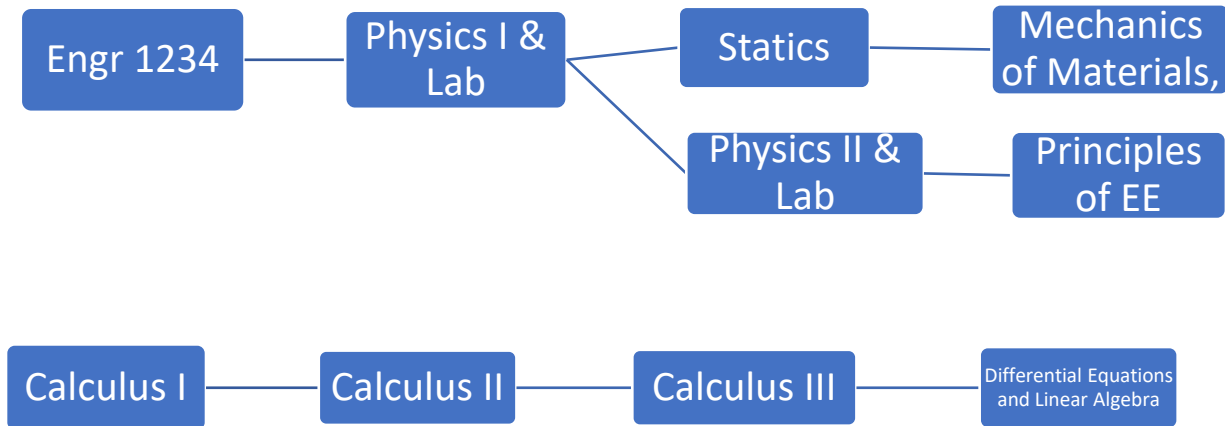 Engr 1234
Physics I &
Lab
Statics
Mechanics
of Materials,
Physics II &
Lab
Principles
of EE
Calculus I
Calculus II
Calculus III
Differential Equations
and Linear Algebra